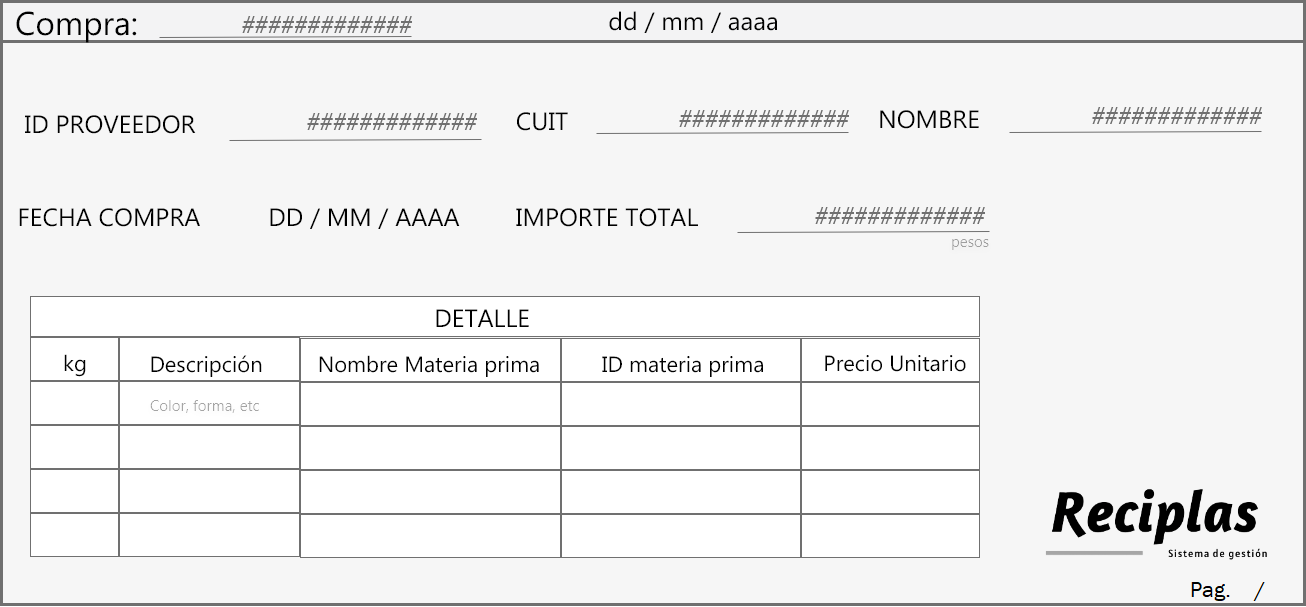 Compra: ############# dd / mm / aaaa
ID PROVEEDOR ############# CUIT ############# NOMBRE #############
FECHA COMPRA DD / MM / AAAA IMPORTE TOTAL #############
pesos
DETALLE
kg Descripción Nombre Materia prima ID materia prima Precio Unitario
Color, forma, etc
Reciplas
Sistema de gestión
Pag. /